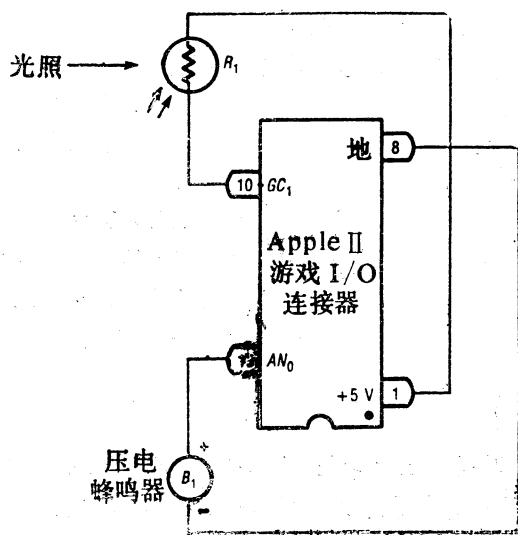 光照
R₁
地
8
10
GC₁
Apple II
游戏 I/O
连接器
AN₀
+5 V
1
压电
蜂鸣器
B₁
+
-